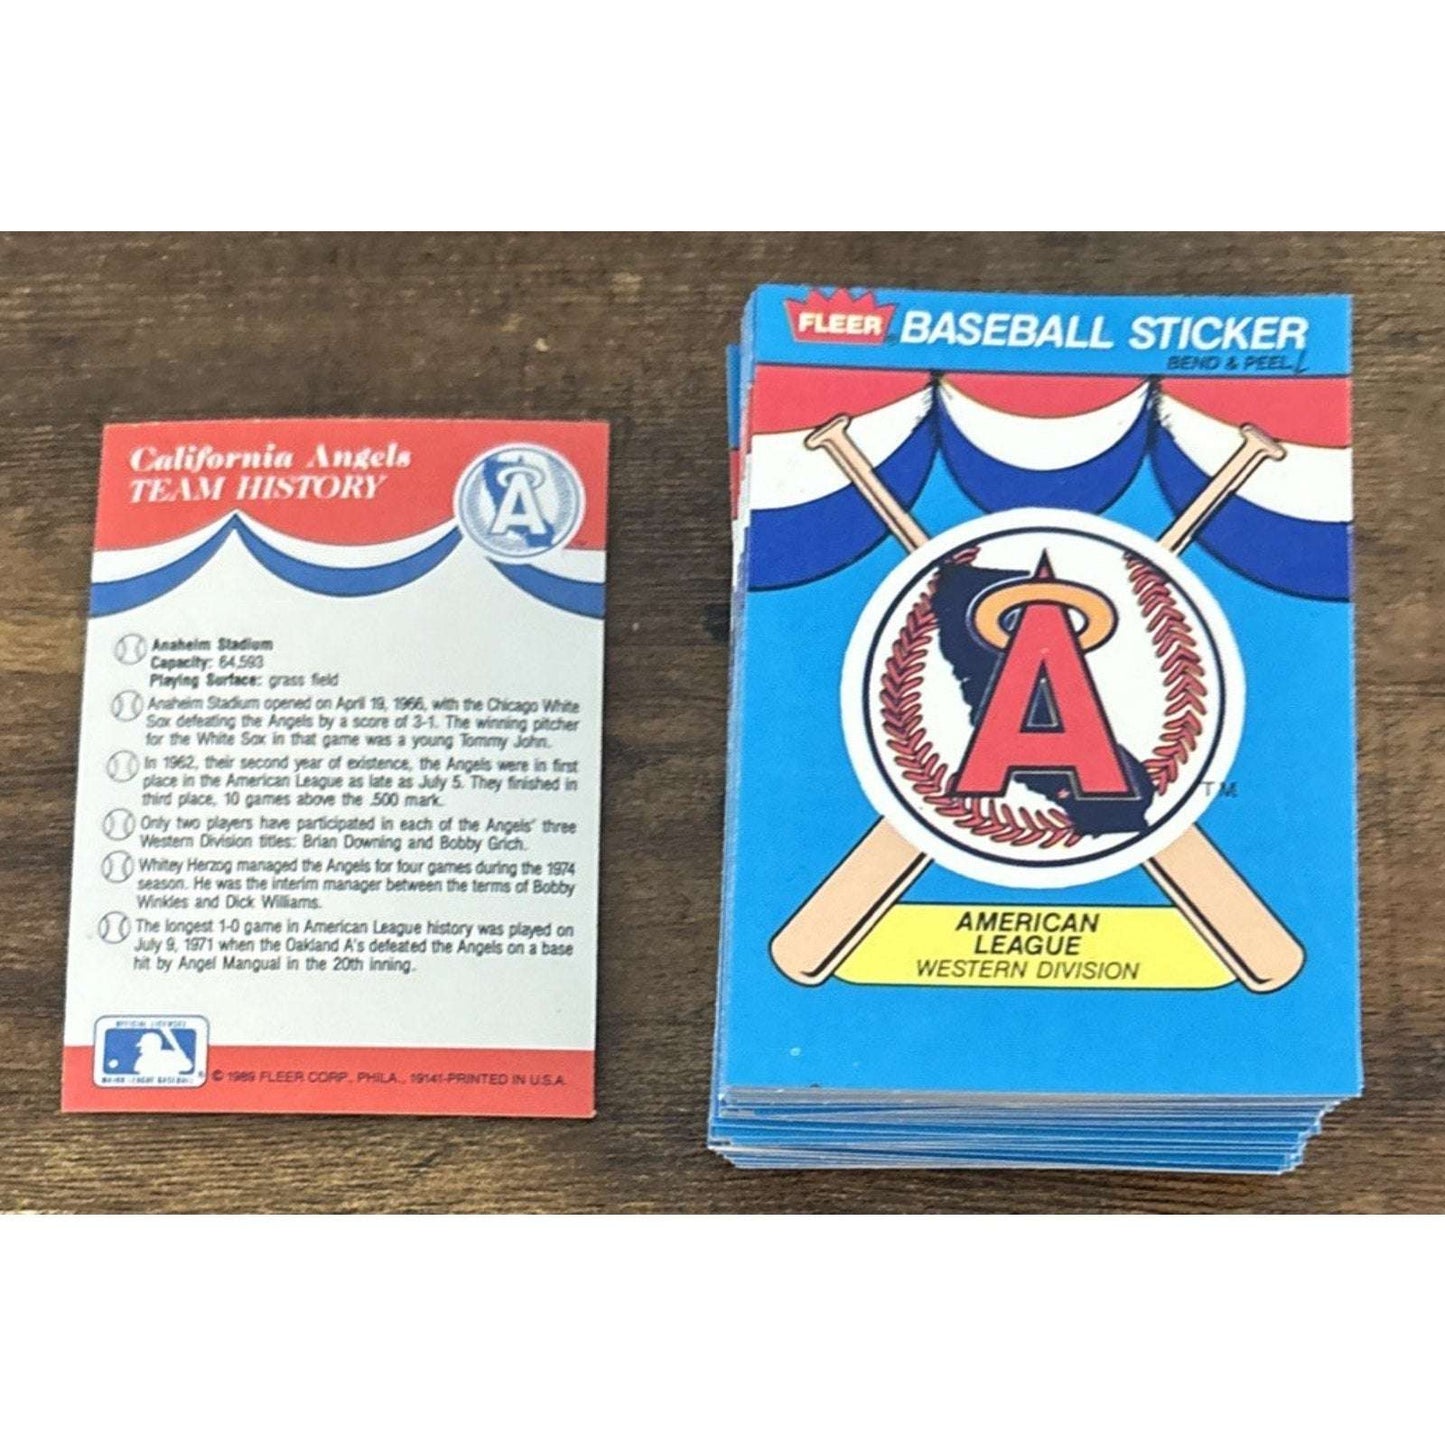 California Angels
TEAM HISTORY
A
Anaheim Stadium
Capacity: 64,593
Playing Surface: grass field
Anaheim Stadium opened on April 19, 1966, with the Chicago White
Sox defeating the Angels by a score of 3-1. The winning pitcher
for the White Sox in that game was a young Tommy John.
In 1962, their second year of existence, the Angels were in first
place in the American League as late as July 5. They finished in
third place, 10 games above the .500 mark.
Only two players have participated in each of the Angels' three
Western Division titles: Brian Downing and Bobby Grich.
Whitey Herzog managed the Angels for four games during the 1974
season. He was the interim manager between the terms of Bobby
Winkles and Dick Williams.
The longest 1-0 game in American League history was played on
July 9, 1971 when the Oakland A's defeated the Angels on a base
hit by Angel Mangual in the 20th inning.
OFFICIAL LICENSEE
MAJOR LEAGUE BASEBALL ®
© 1989 FLEER CORP., PHILA., 19141-PRINTED IN U.S.A.
FLEER ® BASEBALL STICKER
BEND & PEEL
A
TM
AMERICAN
LEAGUE
WESTERN DIVISION